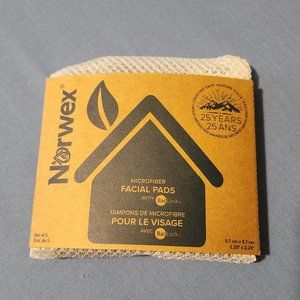 Norwex
25 YEARS
25 ANS
MICROFIBER
FACIAL PADS
WITH BacLock
TAMPONS DE MICROFIBRE
POUR LE VISAGE
AVEC BacLock
Set of 5
Enc. de 5
5.7 cm x 5.7 cm
2.25" x 2.25"